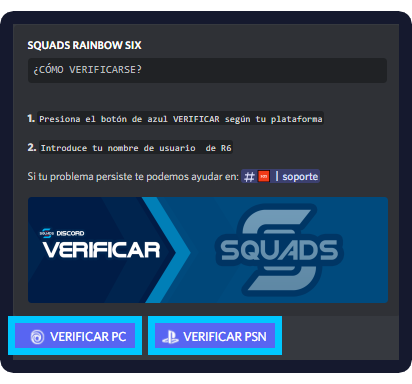 SQUADS RAINBOW SIX
¿CÓMO VERIFICARSE?
1. Presiona el botón de azul VERIFICAR según tu plataforma
2. Introduce tu nombre de usuario de R6
Si tu problema persiste te podemos ayudar en: # 🆘 | soporte
SQUADS DISCORD
VERIFICAR
SQUADS
VERIFICAR PC
VERIFICAR PSN